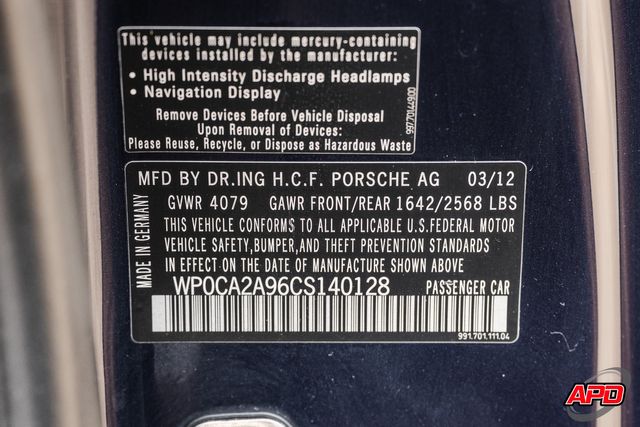 This vehicle may include mercury-containing
devices installed by the manufacturer:
• High Intensity Discharge Headlamps
• Navigation Display
Remove Devices Before Vehicle Disposal
Upon Removal of Devices:
Please Reuse, Recycle, or Dispose as Hazardous Waste
997.701.449.00
MFD BY DR.ING H.C.F. PORSCHE AG 03/12
GVWR 4079 GAWR FRONT/REAR 1642/2568 LBS
THIS VEHICLE CONFORMS TO ALL APPLICABLE U.S.FEDERAL MOTOR
VEHICLE SAFETY,BUMPER,AND THEFT PREVENTION STANDARDS
IN EFFECT ON THE DATE OF MANUFACTURE SHOWN ABOVE
WP0CA2A96CS140128 PASSENGER CAR
991.701.111.04
MADE IN GERMANY
APD